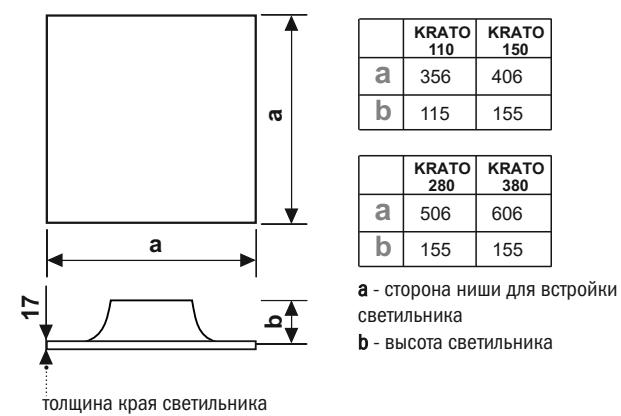 a
a
17
b
толщина края светильника
KRATO 110 KRATO 150
a 356 406
b 115 155
KRATO 280 KRATO 380
a 506 606
b 155 155
a - сторона ниши для встройки
светильника
b - высота светильника